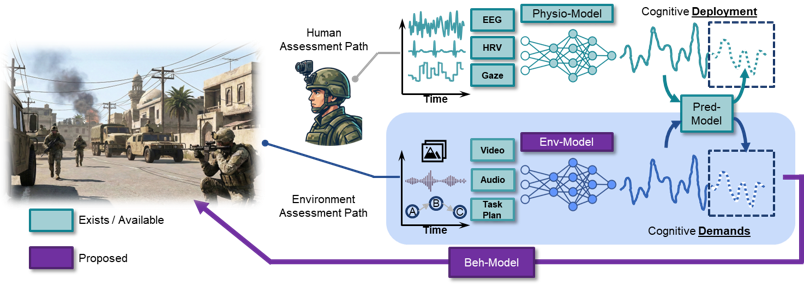 Human
Assessment Path
EEG
HRV
Gaze
Time
Physio-Model
Cognitive Deployment
Pred-
Model
Environment
Assessment Path
Video
Audio
Task
Plan
A
B
C
Time
Env-Model
Cognitive Demands
Exists / Available
Proposed
Beh-Model